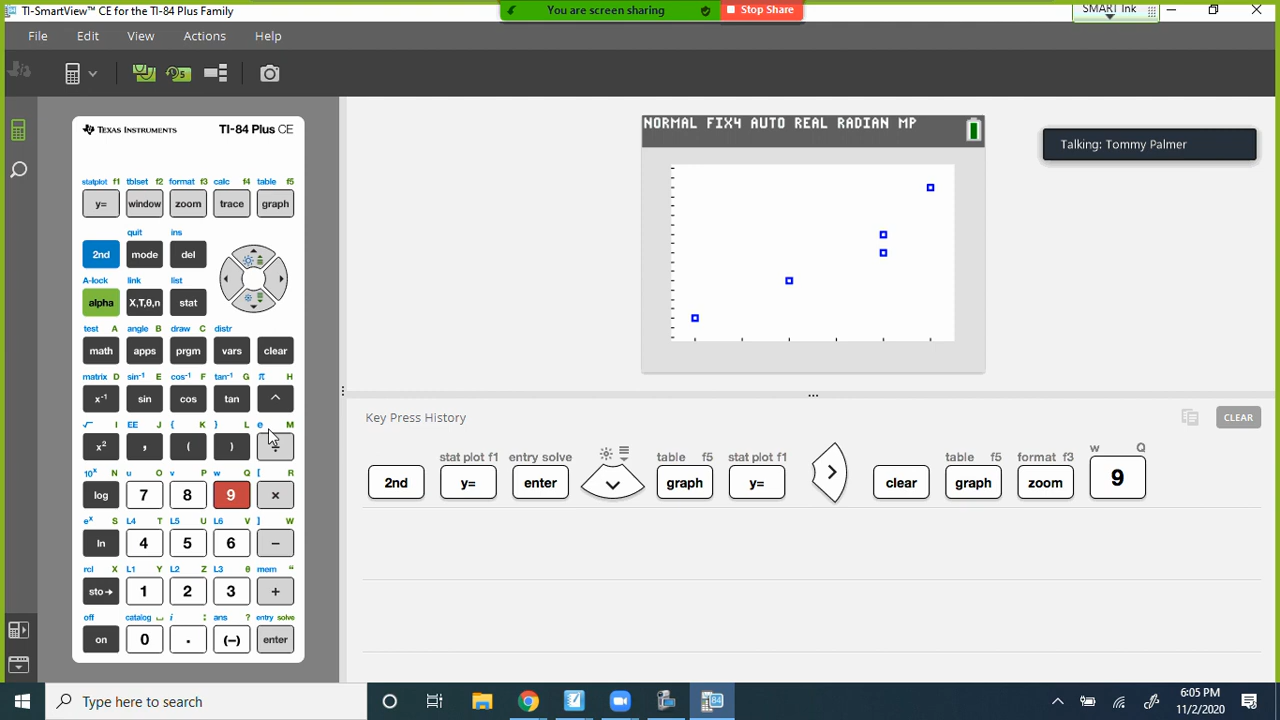 TI-SmartView™ CE for the TI-84 Plus Family
You are screen sharing
Stop Share
SMART Ink
File Edit View Actions Help
TEXAS INSTRUMENTS TI-84 Plus CE
statplot f1 tblset f2 format f3 calc f4 table f5
y= window zoom trace graph
quit ins
2nd mode del
A-lock link list
alpha X,T,θ,n stat
test A angle B draw C distr
math apps prgm vars clear
matrix D sin⁻¹ E cos⁻¹ F tan⁻¹ G π H
x⁻¹ sin cos tan ^
√ I EE J { K } L e M
x² , ( ) ÷
10ˣ N u O v P w Q [ R
log 7 8 9 ×
eˣ S L4 T L5 U L6 V ] W
ln 4 5 6 −
rcl X L1 Y L2 Z L3 θ mem "
sto→ 1 2 3 +
off catalog ⎵ i : ans ? entry solve
on 0 . (−) enter
NORMAL FIX4 AUTO REAL RADIAN MP
Talking: Tommy Palmer
Key Press History
CLEAR
stat plot f1 entry solve table f5 stat plot f1 table f5 format f3 w Q
2nd y= enter graph y= clear graph zoom 9
Type here to search
84
6:05 PM
11/2/2020